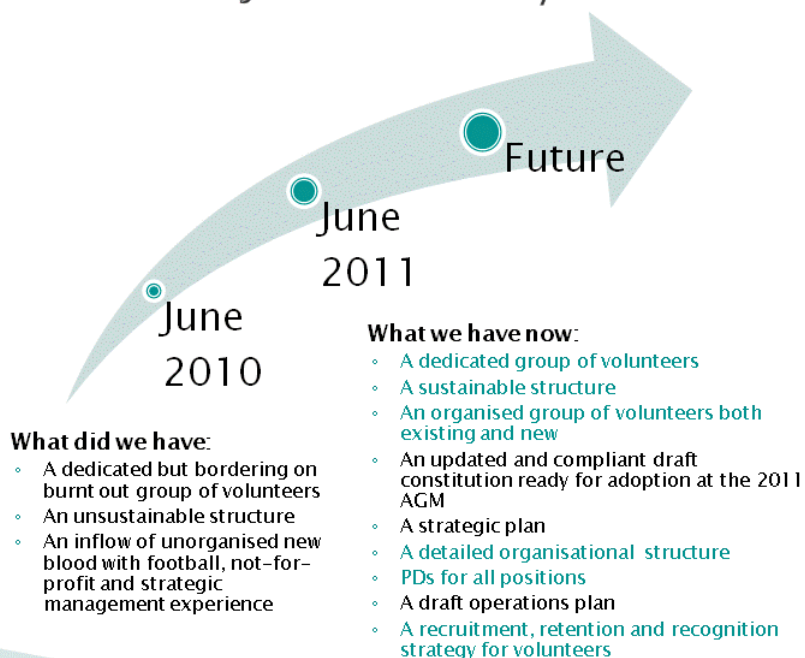 Future
June
2011
June
2010
What did we have:
◦ A dedicated but bordering on
burnt out group of volunteers
◦ An unsustainable structure
◦ An inflow of unorganised new
blood with football, not-for-
profit and strategic
management experience
What we have now:
◦ A dedicated group of volunteers
◦ A sustainable structure
◦ An organised group of volunteers both
existing and new
◦ An updated and compliant draft
constitution ready for adoption at the 2011
AGM
◦ A strategic plan
◦ A detailed organisational structure
◦ PDs for all positions
◦ A draft operations plan
◦ A recruitment, retention and recognition
strategy for volunteers